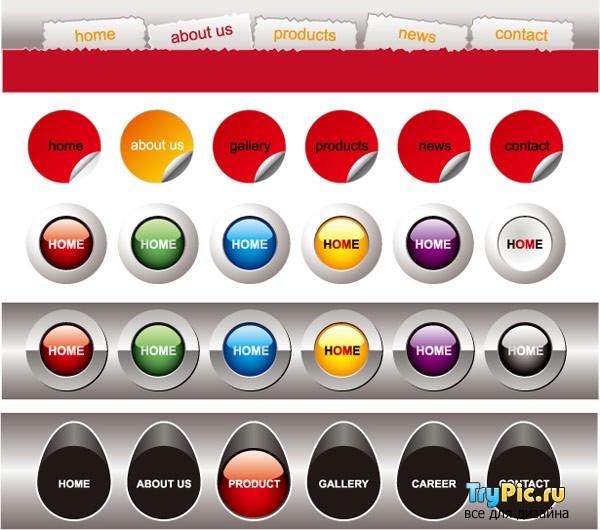 home about us products news contact
home about us gallery products news contact
HOME HOME HOME HOME HOME HOME
HOME HOME HOME HOME HOME HOME
HOME ABOUT US PRODUCT GALLERY CAREER CONTACT
TryPic.ru
все для дизайна